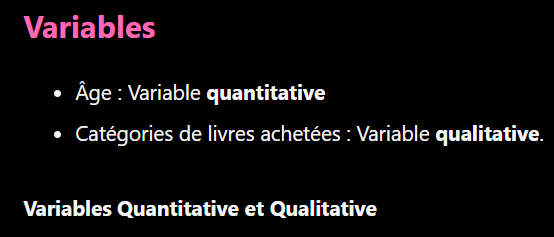 Variables
Âge : Variable quantitative
Catégories de livres achetées : Variable qualitative.
Variables Quantitative et Qualitative